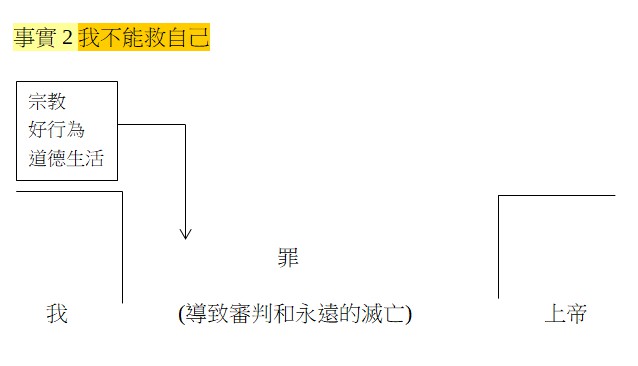 事實 2 我不能救自己
宗教
好行為
道德生活
罪
我
(導致審判和永遠的滅亡)
上帝